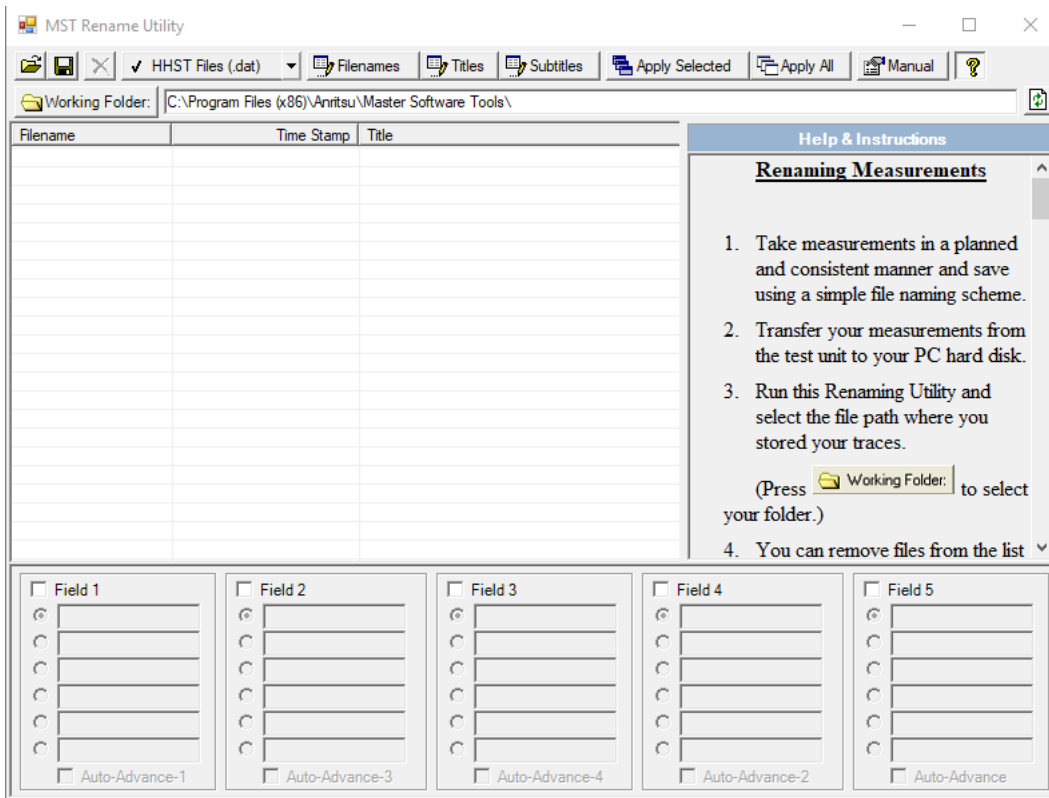 MST Rename Utility
HHST Files (.dat) Filenames Titles Subtitles Apply Selected Apply All Manual
Working Folder: C:\Program Files (x86)\Anritsu\Master Software Tools\
Filename Time Stamp Title
Help & Instructions
Renaming Measurements
1. Take measurements in a planned
and consistent manner and save
using a simple file naming scheme.
2. Transfer your measurements from
the test unit to your PC hard disk.
3. Run this Renaming Utility and
select the file path where you
stored your traces.
(Press Working Folder: to select
your folder.)
4. You can remove files from the list
Field 1 Field 2 Field 3 Field 4 Field 5
Auto-Advance-1 Auto-Advance-3 Auto-Advance-4 Auto-Advance-2 Auto-Advance